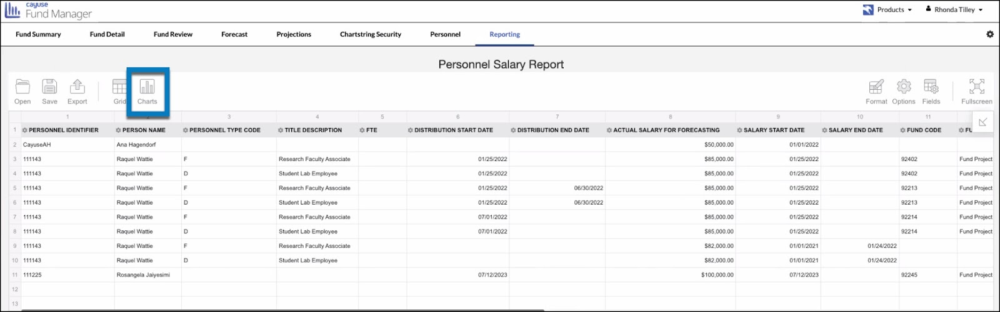 cayuse
Fund Manager
Products
Rhonda Tilley
Fund Summary Fund Detail Fund Review Forecast Projections Chartstring Security Personnel Reporting
Personnel Salary Report
Open Save Export Grid Charts Format Options Fields Fullscreen
1 2 3 4 5 6 7 8 9 10 11
1 PERSONNEL IDENTIFIER PERSON NAME PERSONNEL TYPE CODE TITLE DESCRIPTION FTE DISTRIBUTION START DATE DISTRIBUTION END DATE ACTUAL SALARY FOR FORECASTING SALARY START DATE SALARY END DATE FUND CODE FU
2 CayuseAH Ana Hagendorf $50,000.00 01/01/2022
3 111143 Raquel Wattie F Research Faculty Associate 01/25/2022 $85,000.00 01/25/2022 92402 Fund Project
4 111143 Raquel Wattie D Student Lab Employee 01/25/2022 $85,000.00 01/25/2022 92402 Fund Project
5 111143 Raquel Wattie F Research Faculty Associate 01/25/2022 06/30/2022 $85,000.00 01/25/2022 92213 Fund Project
6 111143 Raquel Wattie D Student Lab Employee 01/25/2022 06/30/2022 $85,000.00 01/25/2022 92213 Fund Project
7 111143 Raquel Wattie F Research Faculty Associate 07/01/2022 $85,000.00 01/25/2022 92214 Fund Project
8 111143 Raquel Wattie D Student Lab Employee 07/01/2022 $85,000.00 01/25/2022 92214 Fund Project
9 111143 Raquel Wattie F Research Faculty Associate $82,000.00 01/01/2021 01/24/2022
10 111143 Raquel Wattie D Student Lab Employee $82,000.00 01/01/2021 01/24/2022
11 111225 Rosangela Jaiyesimi 07/12/2023 $100,000.00 07/12/2023 92245 Fund Project
12
13